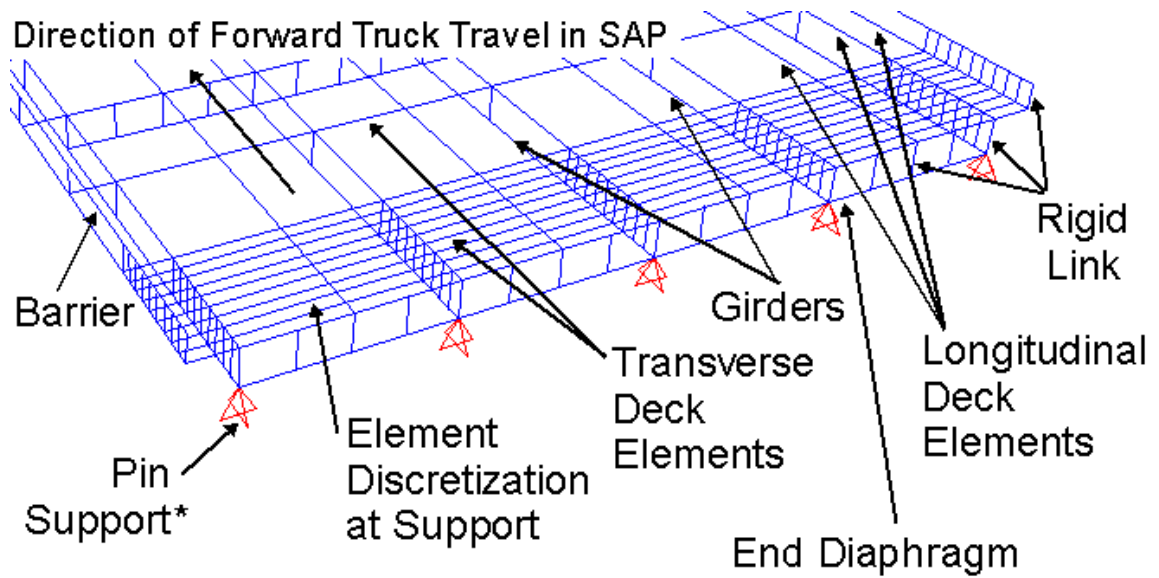 Direction of Forward Truck Travel in SAP
Barrier
Pin
Support*
Element
Discretization
at Support
Transverse
Deck
Elements
Girders
Longitudinal
Deck
Elements
Rigid
Link
End Diaphragm